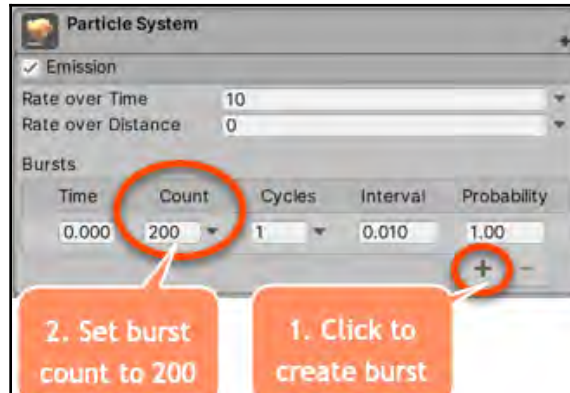 Particle System
Emission
Rate over Time 10
Rate over Distance 0
Bursts
Time Count Cycles Interval Probability
0.000 200 1 0.010 1.00
+ −
2. Set burst count to 200
1. Click to create burst